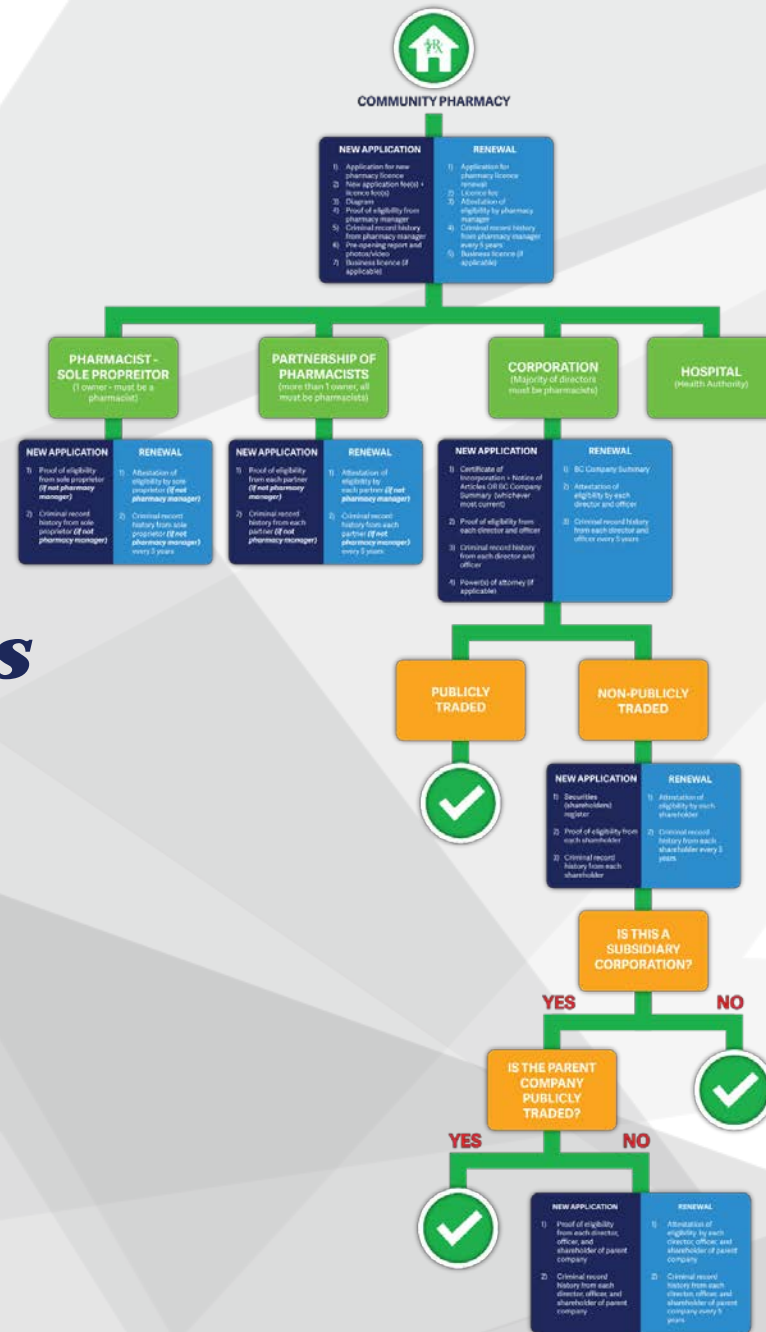 COMMUNITY PHARMACY
NEW APPLICATION
1) Application for new
pharmacy licence
2) New application fee(s) +
licence fee(s)
3) Diagram
4) Proof of eligibility from
pharmacy manager
5) Criminal record history
from pharmacy manager
6) Pre-opening report and
photos/video
7) Business licence (if
applicable)
RENEWAL
1) Application for
pharmacy licence
renewal
2) Licence fee
3) Attestation of
eligibility by pharmacy
manager
4) Criminal record history
from pharmacy manager
every 5 years
5) Business licence (if
applicable)
PHARMACIST -
SOLE PROPREITOR
(1 owner - must be a
pharmacist)
PARTNERSHIP OF
PHARMACISTS
(more than 1 owner, all
must be pharmacists)
CORPORATION
(Majority of directors
must be pharmacists)
HOSPITAL
(Health Authority)
NEW APPLICATION
1) Proof of eligibility
from sole proprietor
(if not pharmacy
manager)
2) Criminal record
history from sole
proprietor (if not
pharmacy manager)
RENEWAL
1) Attestation of
eligibility by sole
proprietor (if not
pharmacy manager)
2) Criminal record
history from sole
proprietor (if not
pharmacy manager)
every 5 years
NEW APPLICATION
1) Proof of eligibility
from each partner
(if not pharmacy
manager)
2) Criminal record
history from each
partner (if not
pharmacy manager)
RENEWAL
1) Attestation of
eligibility by
each partner (if not
pharmacy manager)
2) Criminal record
history from each
partner (if not
pharmacy manager)
every 5 years
NEW APPLICATION
1) Certificate of
Incorporation + Notice of
Articles OR BC Company
Summary (whichever
most current)
2) Proof of eligibility from
each director and officer
3) Criminal record history
from each director and
officer
4) Power(s) of attorney (if
applicable)
RENEWAL
1) BC Company Summary
2) Attestation of
eligibility by each
director and officer
3) Criminal record history
from each director and
officer every 5 years
s
PUBLICLY
TRADED
NON-PUBLICLY
TRADED
NEW APPLICATION
1) Securities
(shareholders)
register
2) Proof of eligibility from
each shareholder
3) Criminal record
history from each
shareholder
RENEWAL
1) Attestation of
eligibility by each
shareholder
2) Criminal record
history from each
shareholder every 5
years
IS THIS A
SUBSIDIARY
CORPORATION?
YES
NO
IS THE PARENT
COMPANY
PUBLICLY
TRADED?
YES
NO
NEW APPLICATION
1) Proof of eligibility
from each director,
officer, and
shareholder of parent
company
2) Criminal record
history from each
director, officer, and
shareholder of parent
company
RENEWAL
1) Attestation of
eligibility by each
director, officer, and
shareholder of parent
company
2) Criminal record
history from each
director, officer, and
shareholder of parent
company every 5
years